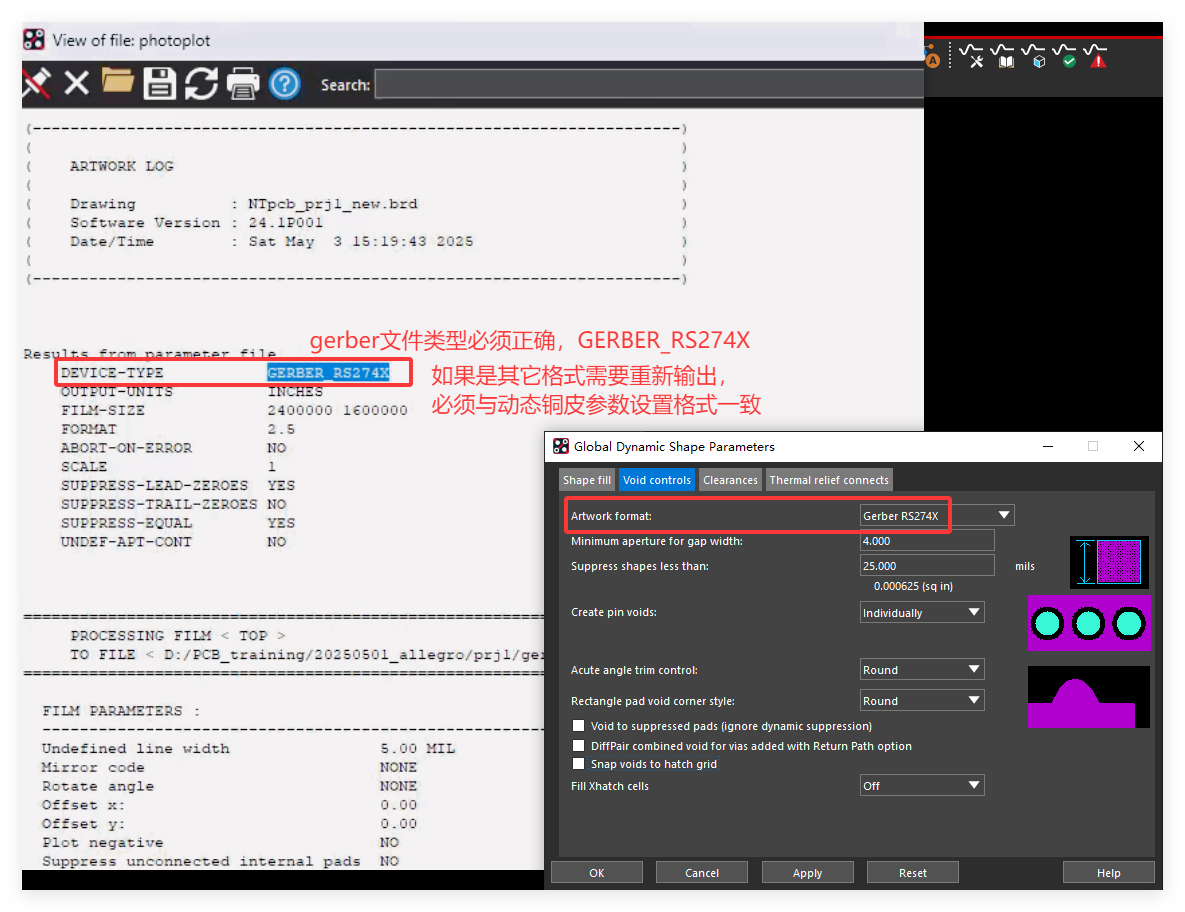 View of file: photoplot
Search:
(---------------------------------------------------------------------------)
( )
( ARTWORK LOG )
( )
( Drawing : NTpcb_prj1_new.brd )
( Software Version : 24.1P001 )
( Date/Time : Sat May 3 15:19:43 2025 )
( )
(---------------------------------------------------------------------------)
gerber文件类型必须正确，GERBER_RS274X
Results from parameter file
DEVICE-TYPE GERBER_RS274X
如果是其它格式需要重新输出，
必须与动态铜皮参数设置格式一致
OUTPUT-UNITS INCHES
FILM-SIZE 2400000 1600000
FORMAT 2.5
ABORT-ON-ERROR NO
SCALE 1
SUPPRESS-LEAD-ZEROES YES
SUPPRESS-TRAIL-ZEROES NO
SUPPRESS-EQUAL YES
UNDEF-APT-CONT NO
PROCESSING FILM < TOP >
TO FILE < D:/PCB_training/20250501_allegro/prj1/ger
FILM PARAMETERS :
Undefined line width 5.00 MIL
Mirror code NONE
Rotate angle NONE
Offset x: 0.00
Offset y: 0.00
Plot negative NO
Suppress unconnected internal pads NO
Global Dynamic Shape Parameters
Shape fill Void controls Clearances Thermal relief connects
Artwork format: Gerber RS274X
Minimum aperture for gap width: 4.000
Suppress shapes less than: 25.000 mils
0.000625 (sq in)
Create pin voids: Individually
Acute angle trim control: Round
Rectangle pad void corner style: Round
Void to suppressed pads (ignore dynamic suppression)
DiffPair combined void for vias added with Return Path option
Snap voids to hatch grid
Fill Xhatch cells Off
OK Cancel Apply Reset Help